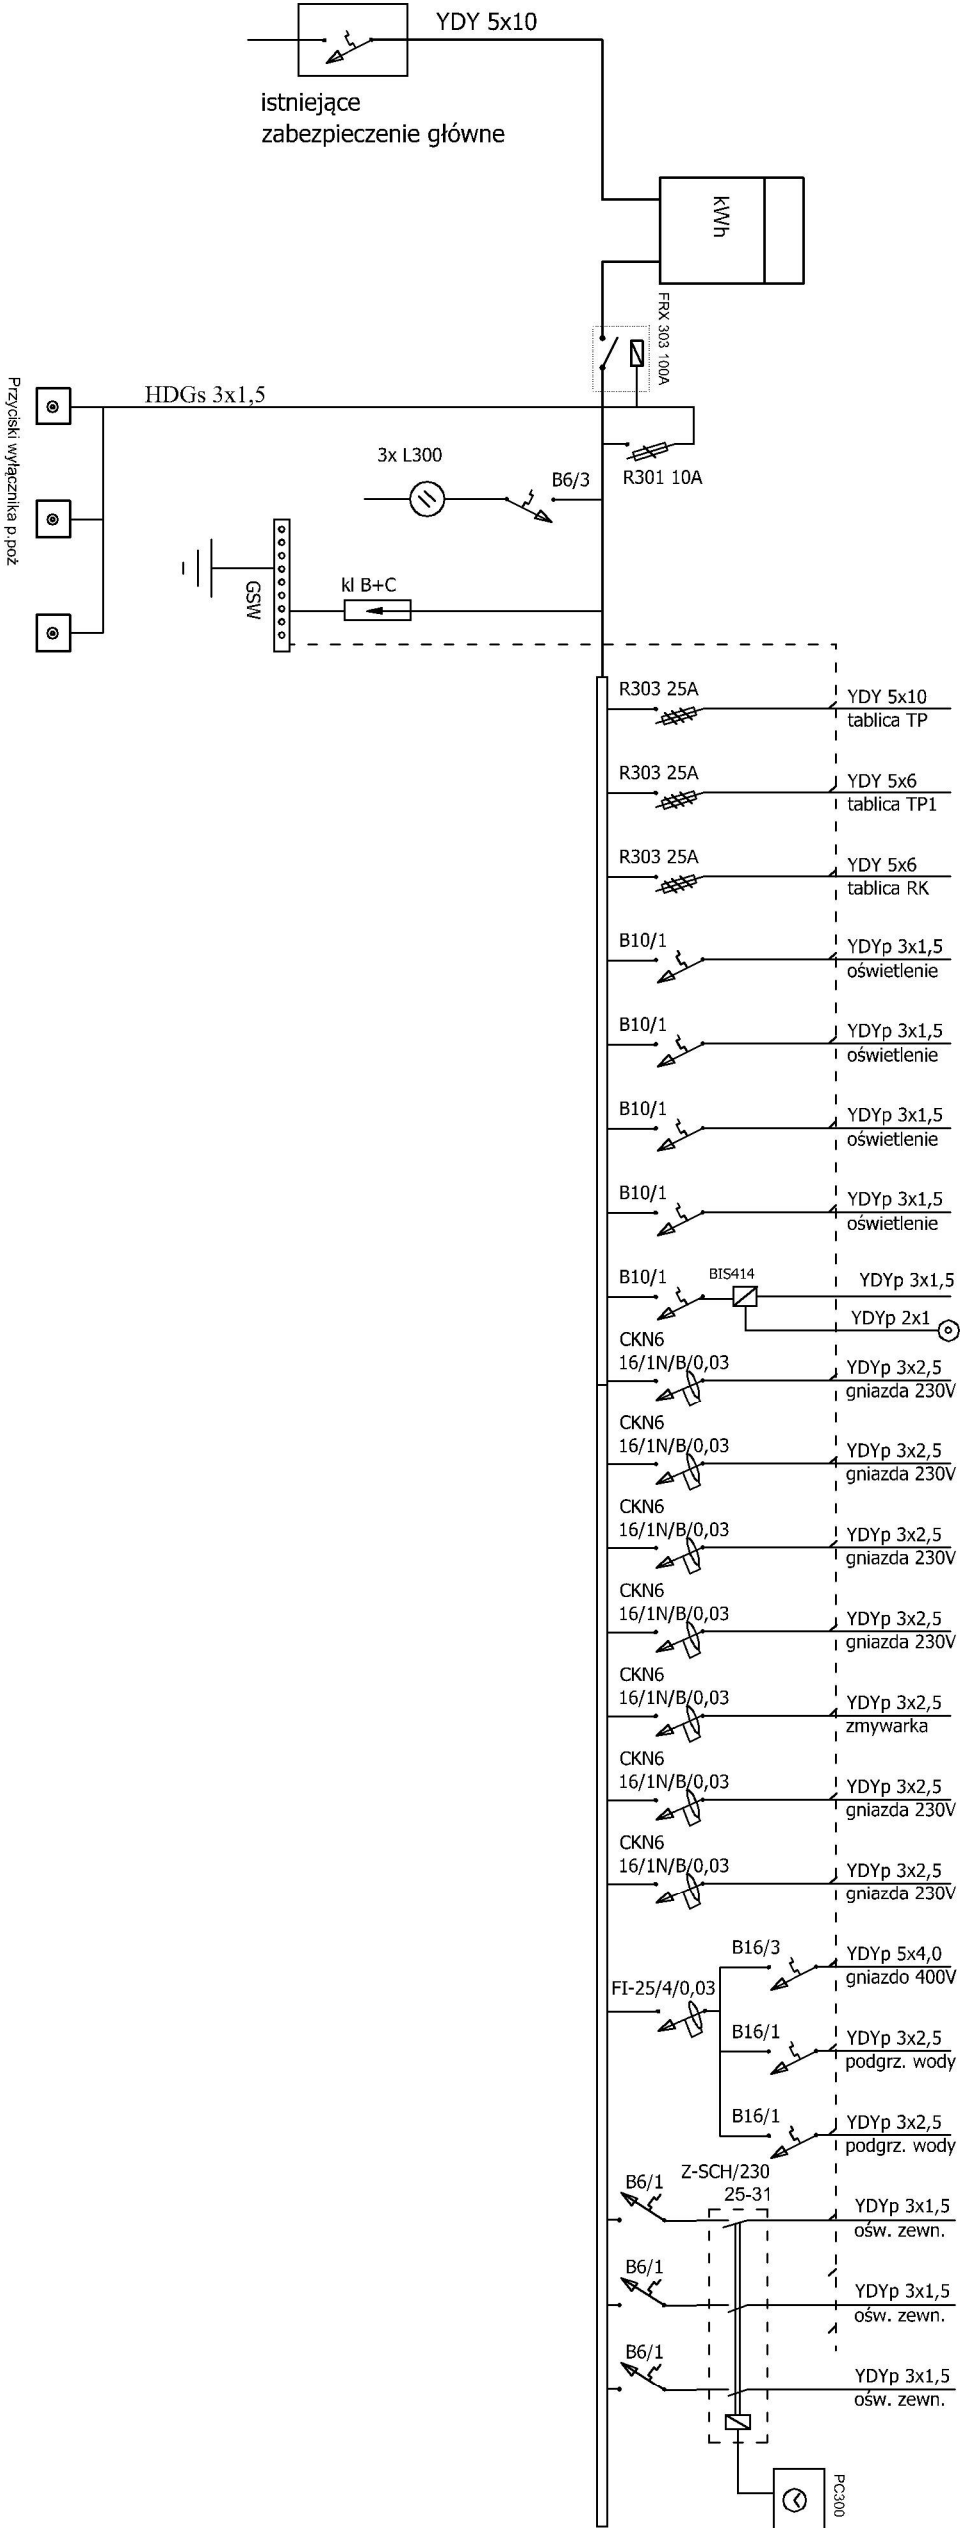 YDY 5x10
istniejące
zabezpieczenie główne
kWh
FRX 303 100A
HDGs 3x1,5
Przyciski wyłącznika p.poż
R301 10A
3x L300
B6/3
GSW
kl B+C
R303 25A
YDY 5x10
tablica TP
R303 25A
YDY 5x6
tablica TP1
R303 25A
YDY 5x6
tablica RK
B10/1
YDYp 3x1,5
oświetlenie
B10/1
YDYp 3x1,5
oświetlenie
B10/1
YDYp 3x1,5
oświetlenie
B10/1
YDYp 3x1,5
oświetlenie
B10/1
BIS414
YDYp 3x1,5
YDYp 2x1
CKN6
16/1N/B/0,03
YDYp 3x2,5
gniazda 230V
CKN6
16/1N/B/0,03
YDYp 3x2,5
gniazda 230V
CKN6
16/1N/B/0,03
YDYp 3x2,5
gniazda 230V
CKN6
16/1N/B/0,03
YDYp 3x2,5
gniazda 230V
CKN6
16/1N/B/0,03
YDYp 3x2,5
zmywarka
CKN6
16/1N/B/0,03
YDYp 3x2,5
gniazda 230V
CKN6
16/1N/B/0,03
YDYp 3x2,5
gniazda 230V
FI-25/4/0,03
B16/3
YDYp 5x4,0
gniazdo 400V
B16/1
YDYp 3x2,5
podgrz. wody
B16/1
YDYp 3x2,5
podgrz. wody
Z-SCH/230
25-31
B6/1
YDYp 3x1,5
ośw. zewn.
B6/1
YDYp 3x1,5
ośw. zewn.
B6/1
YDYp 3x1,5
ośw. zewn.
PC300